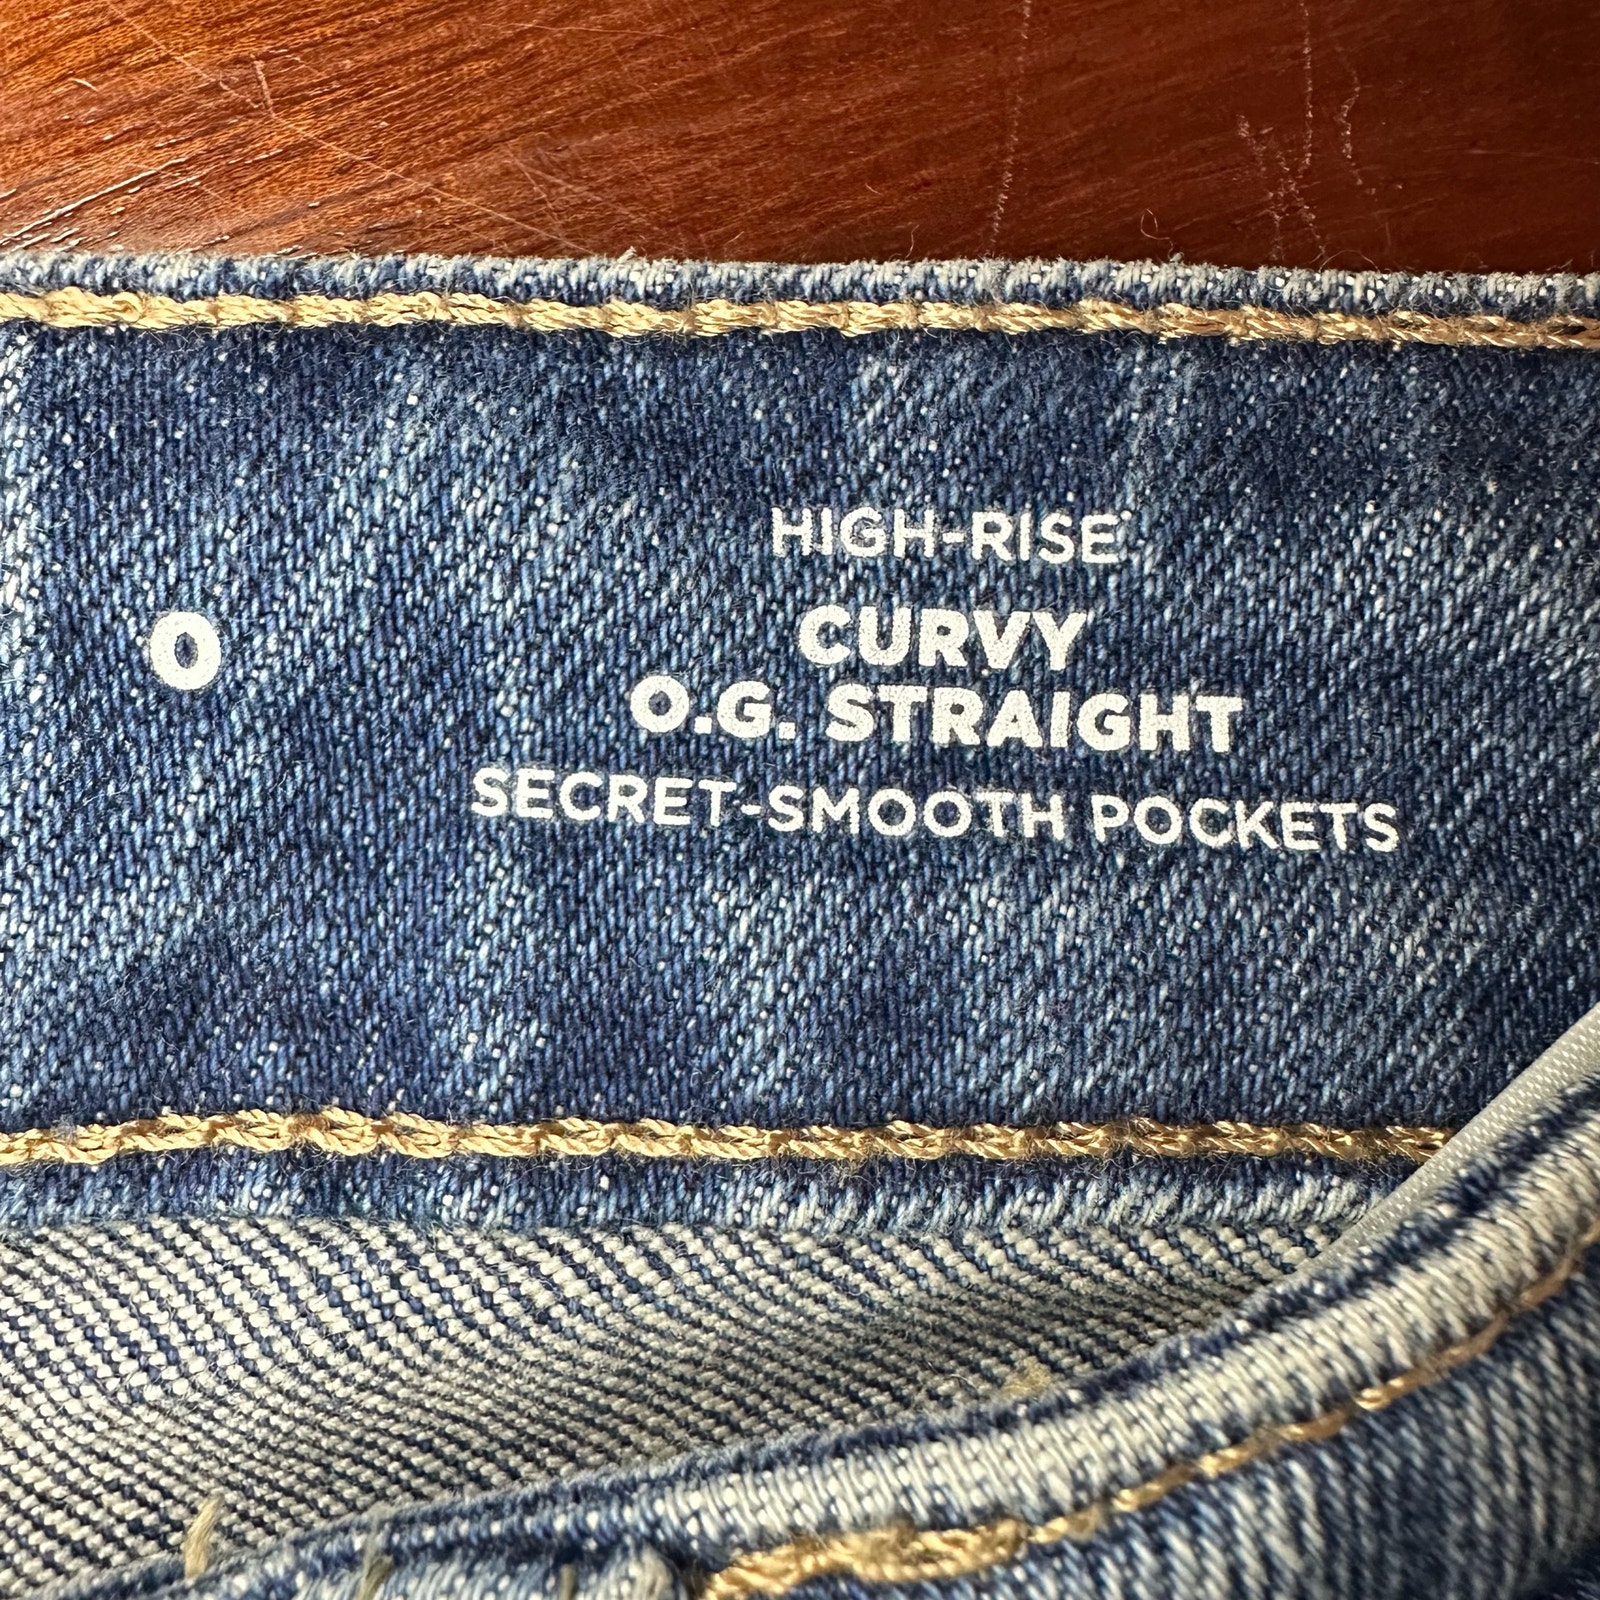 0
HIGH-RISE
CURVY
O.G. STRAIGHT
SECRET-SMOOTH POCKETS